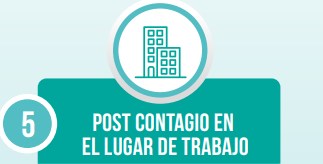 5
POST CONTAGIO EN
EL LUGAR DE TRABAJO